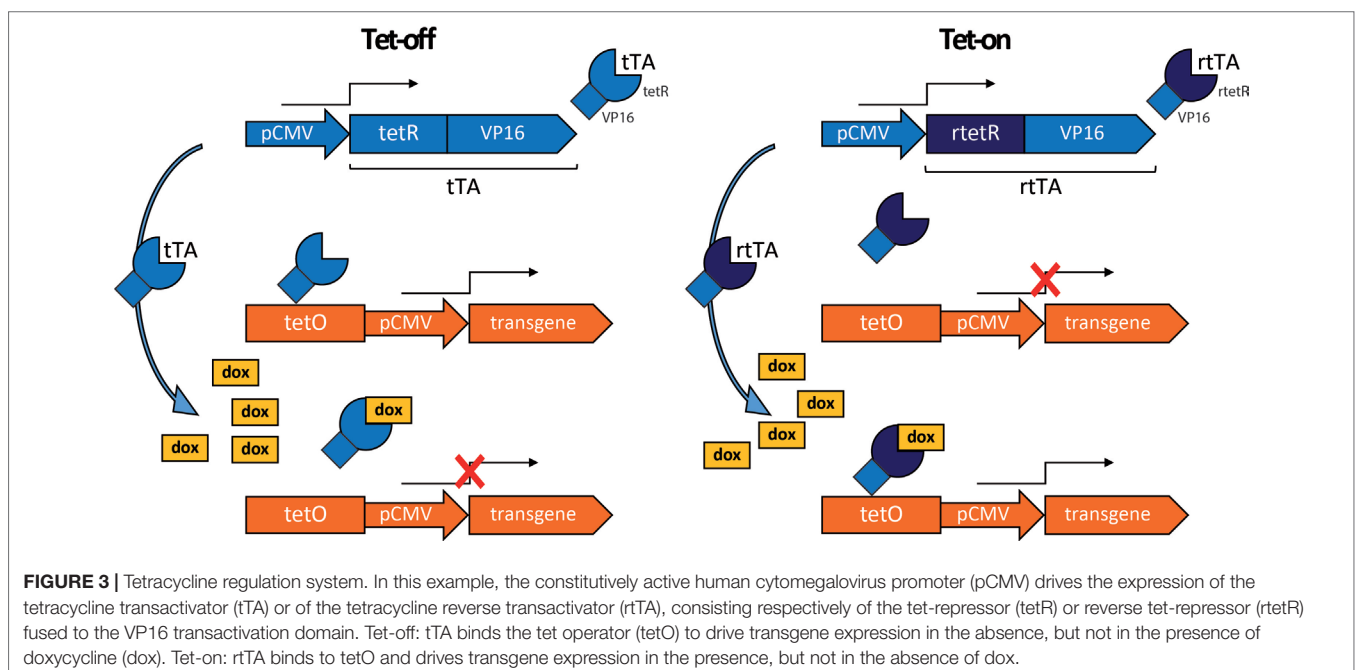 Tet-off
tTA
tetR
VP16
pCMV
tetR
VP16
tTA
tTA
tetO
pCMV
transgene
dox
dox
dox
dox
dox
tetO
pCMV
transgene
Tet-on
rtTA
rtetR
VP16
pCMV
rtetR
VP16
rtTA
rtTA
tetO
pCMV
transgene
dox
dox
dox
dox
dox
tetO
pCMV
transgene
FIGURE 3 | Tetracycline regulation system. In this example, the constitutively active human cytomegalovirus promoter (pCMV) drives the expression of the
tetracycline transactivator (tTA) or of the tetracycline reverse transactivator (rtTA), consisting respectively of the tet-repressor (tetR) or reverse tet-repressor (rtetR)
fused to the VP16 transactivation domain. Tet-off: tTA binds the tet operator (tetO) to drive transgene expression in the absence, but not in the presence of
doxycycline (dox). Tet-on: rtTA binds to tetO and drives transgene expression in the presence, but not in the absence of dox.